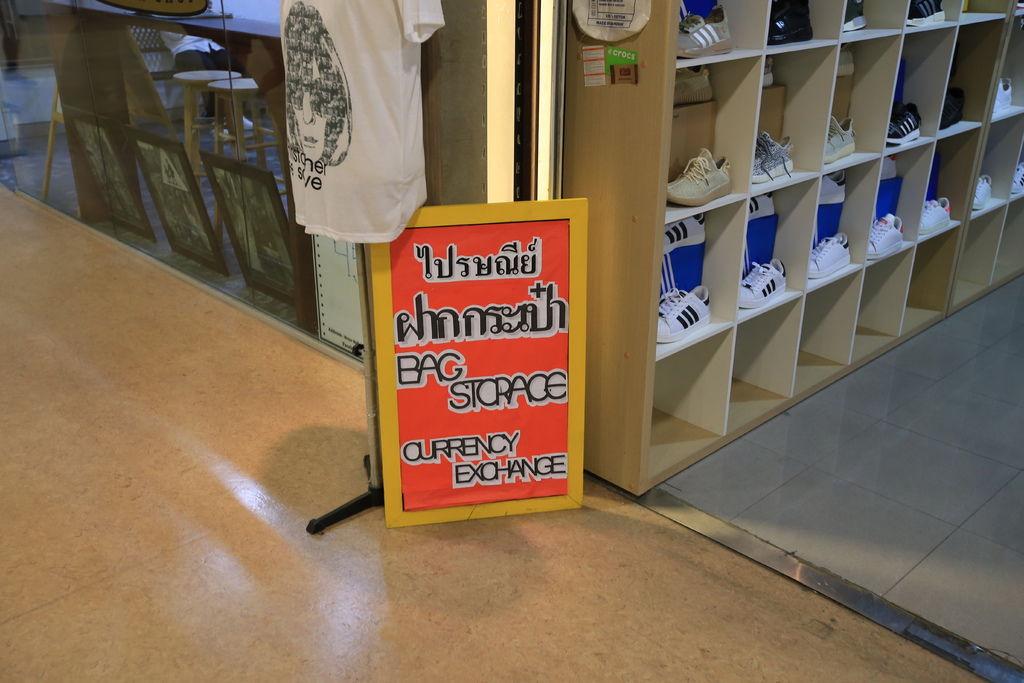 ไปรษณีย์
ฝากกระเป๋า
BAG
STORAGE
CURRENCY
EXCHANGE
crocs